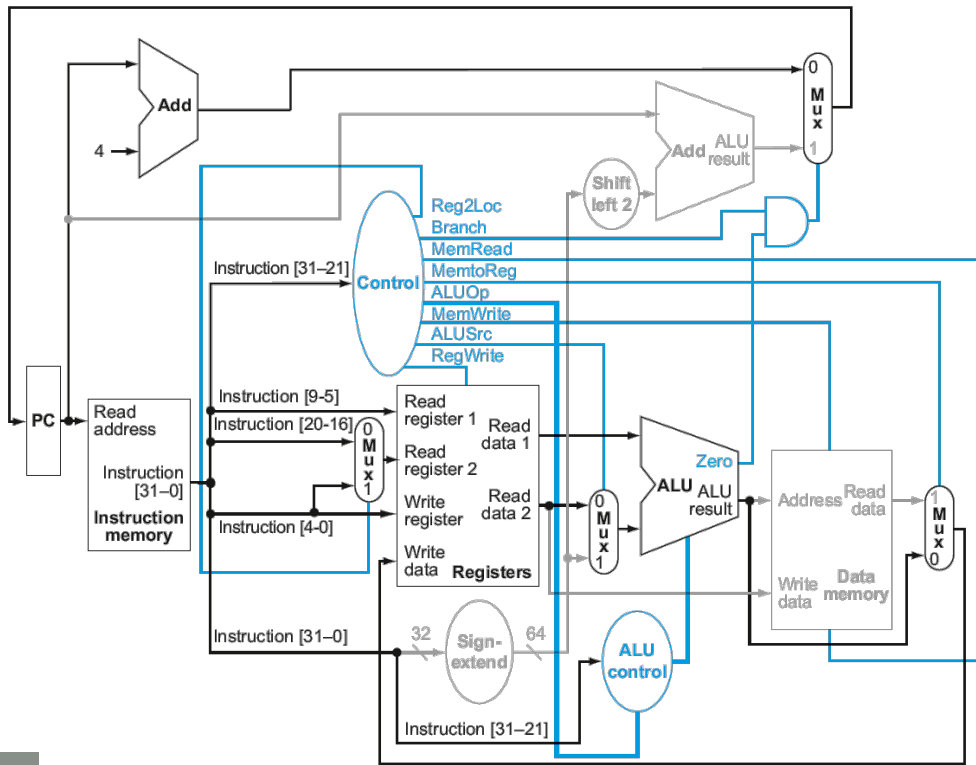 Add
4
0
Mux
1
Add
ALU
result
Shift
left 2
Reg2Loc
Branch
MemRead
MemtoReg
ALUOp
MemWrite
ALUSrc
RegWrite
Instruction [31–21]
Control
PC
Read
address
Instruction
[31–0]
Instruction
memory
Instruction [9-5]
Instruction [20-16]
Instruction [4-0]
0
Mux
1
Read
register 1
Read
register 2
Write
register
Write
data
Read
data 1
Read
data 2
Registers
0
Mux
1
Zero
ALU
ALU
result
Address
Read
data
Write
data
Data
memory
1
Mux
0
Instruction [31–0]
32
Sign-
extend
64
ALU
control
Instruction [31–21]